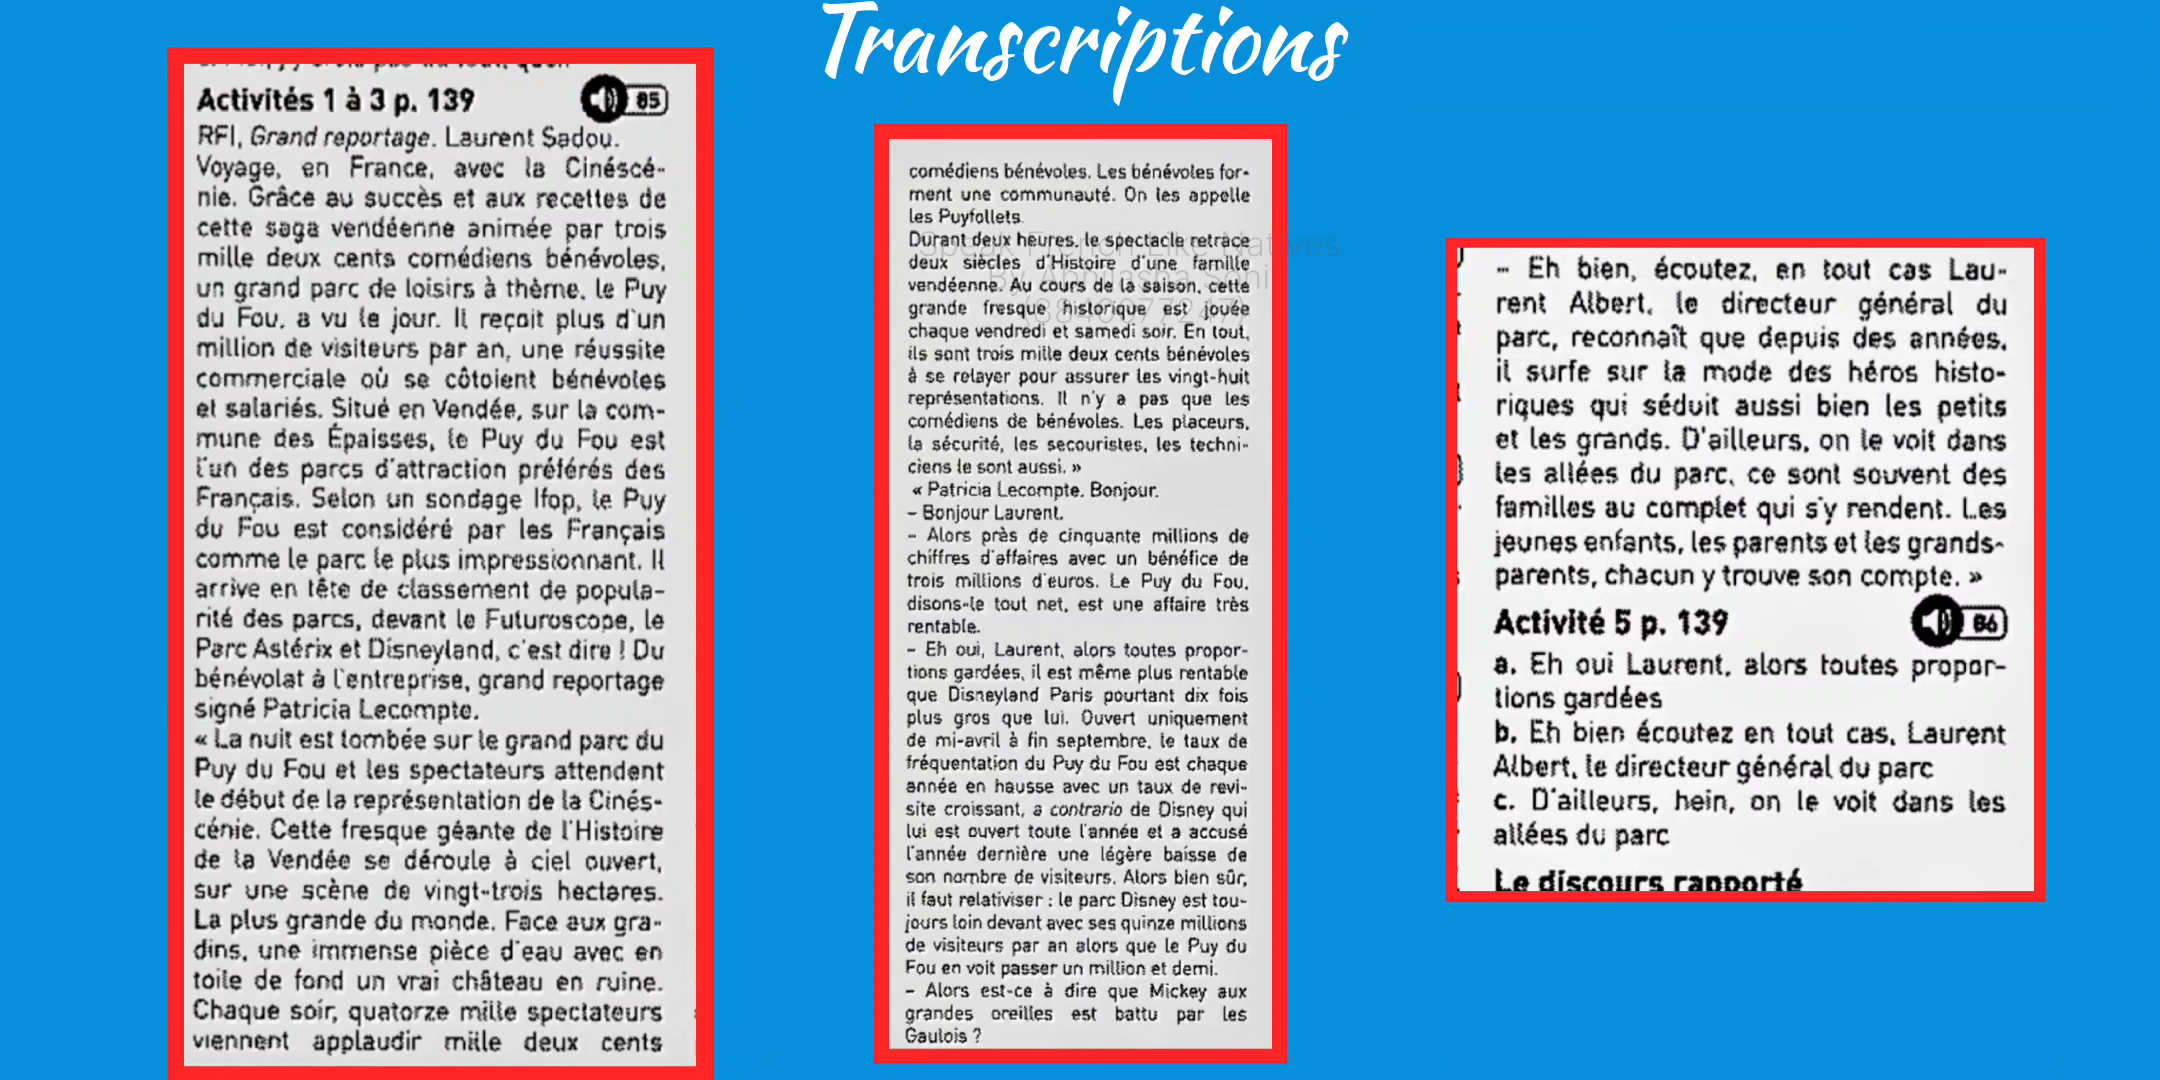 Transcriptions
Activités 1 à 3 p. 139
85
RFI, Grand reportage. Laurent Sadou.
Voyage, en France, avec la Cinéscé-
nie. Grâce au succès et aux recettes de
cette saga vendéenne animée par trois
mille deux cents comédiens bénévoles,
un grand parc de loisirs à thème, le Puy
du Fou, a vu le jour. Il reçoit plus d'un
million de visiteurs par an, une réussite
commerciale où se côtoient bénévoles
et salariés. Situé en Vendée, sur la com-
mune des Épaisses, le Puy du Fou est
l'un des parcs d'attraction préférés des
Français. Selon un sondage Ifop, le Puy
du Fou est considéré par les Français
comme le parc le plus impressionnant. Il
arrive en tête de classement de popula-
rité des parcs, devant le Futuroscope, le
Parc Astérix et Disneyland, c'est dire ! Du
bénévolat à l'entreprise, grand reportage
signé Patricia Lecompte.
« La nuit est tombée sur le grand parc du
Puy du Fou et les spectateurs attendent
le début de la représentation de la Cinés-
cénie. Cette fresque géante de l'Histoire
de la Vendée se déroule à ciel ouvert,
sur une scène de vingt-trois hectares.
La plus grande du monde. Face aux gra-
dins, une immense pièce d'eau avec en
toile de fond un vrai château en ruine.
Chaque soir, quatorze mille spectateurs
viennent applaudir mille deux cents
comédiens bénévoles. Les bénévoles for-
ment une communauté. On les appelle
les Puyfollets.
Durant deux heures, le spectacle retrace
deux siècles d'Histoire d'une famille
vendéenne. Au cours de la saison, cette
grande fresque historique est jouée
chaque vendredi et samedi soir. En tout,
ils sont trois mille deux cents bénévoles
à se relayer pour assurer les vingt-huit
représentations. Il n'y a pas que les
comédiens de bénévoles. Les placeurs,
la sécurité, les secouristes, les techni-
ciens le sont aussi. »
« Patricia Lecompte. Bonjour.
– Bonjour Laurent.
– Alors près de cinquante millions de
chiffres d'affaires avec un bénéfice de
trois millions d'euros. Le Puy du Fou,
disons-le tout net, est une affaire très
rentable.
– Eh oui, Laurent, alors toutes propor-
tions gardées, il est même plus rentable
que Disneyland Paris pourtant dix fois
plus gros que lui. Ouvert uniquement
de mi-avril à fin septembre, le taux de
fréquentation du Puy du Fou est chaque
année en hausse avec un taux de revi-
site croissant, a contrario de Disney qui
lui est ouvert toute l'année et a accusé
l'année dernière une légère baisse de
son nombre de visiteurs. Alors bien sûr,
il faut relativiser : le parc Disney est tou-
jours loin devant avec ses quinze millions
de visiteurs par an alors que le Puy du
Fou en voit passer un million et demi.
– Alors est-ce à dire que Mickey aux
grandes oreilles est battu par les
Gaulois ?
Speak French Like Natives
– Eh bien, écoutez, en tout cas Lau-
rent Albert, le directeur général du
parc, reconnaît que depuis des années,
il surfe sur la mode des héros histo-
riques qui séduit aussi bien les petits
et les grands. D'ailleurs, on le voit dans
les allées du parc, ce sont souvent des
familles au complet qui s'y rendent. Les
jeunes enfants, les parents et les grands-
parents, chacun y trouve son compte. »
Activité 5 p. 139
86
a. Eh oui Laurent, alors toutes propor-
tions gardées
b. Eh bien écoutez en tout cas, Laurent
Albert, le directeur général du parc
c. D'ailleurs, hein, on le voit dans les
allées du parc
Le discours rapporté